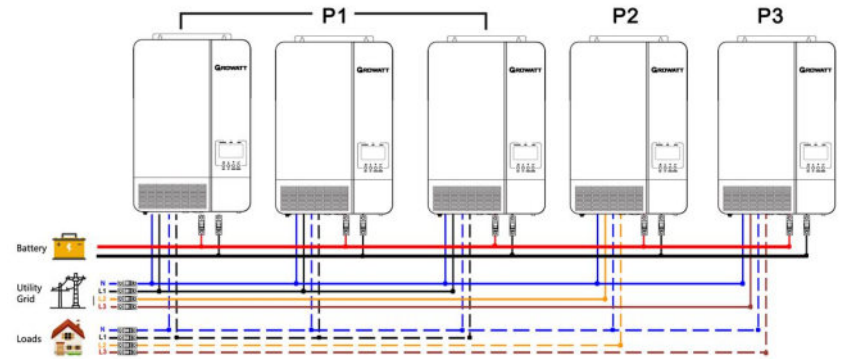 P1
P2
P3
GROWATT
GROWATT
GROWATT
GROWATT
GROWATT
Battery
Utility
Grid
N
L1
L2
L3
Loads
N
L1
L2
L3